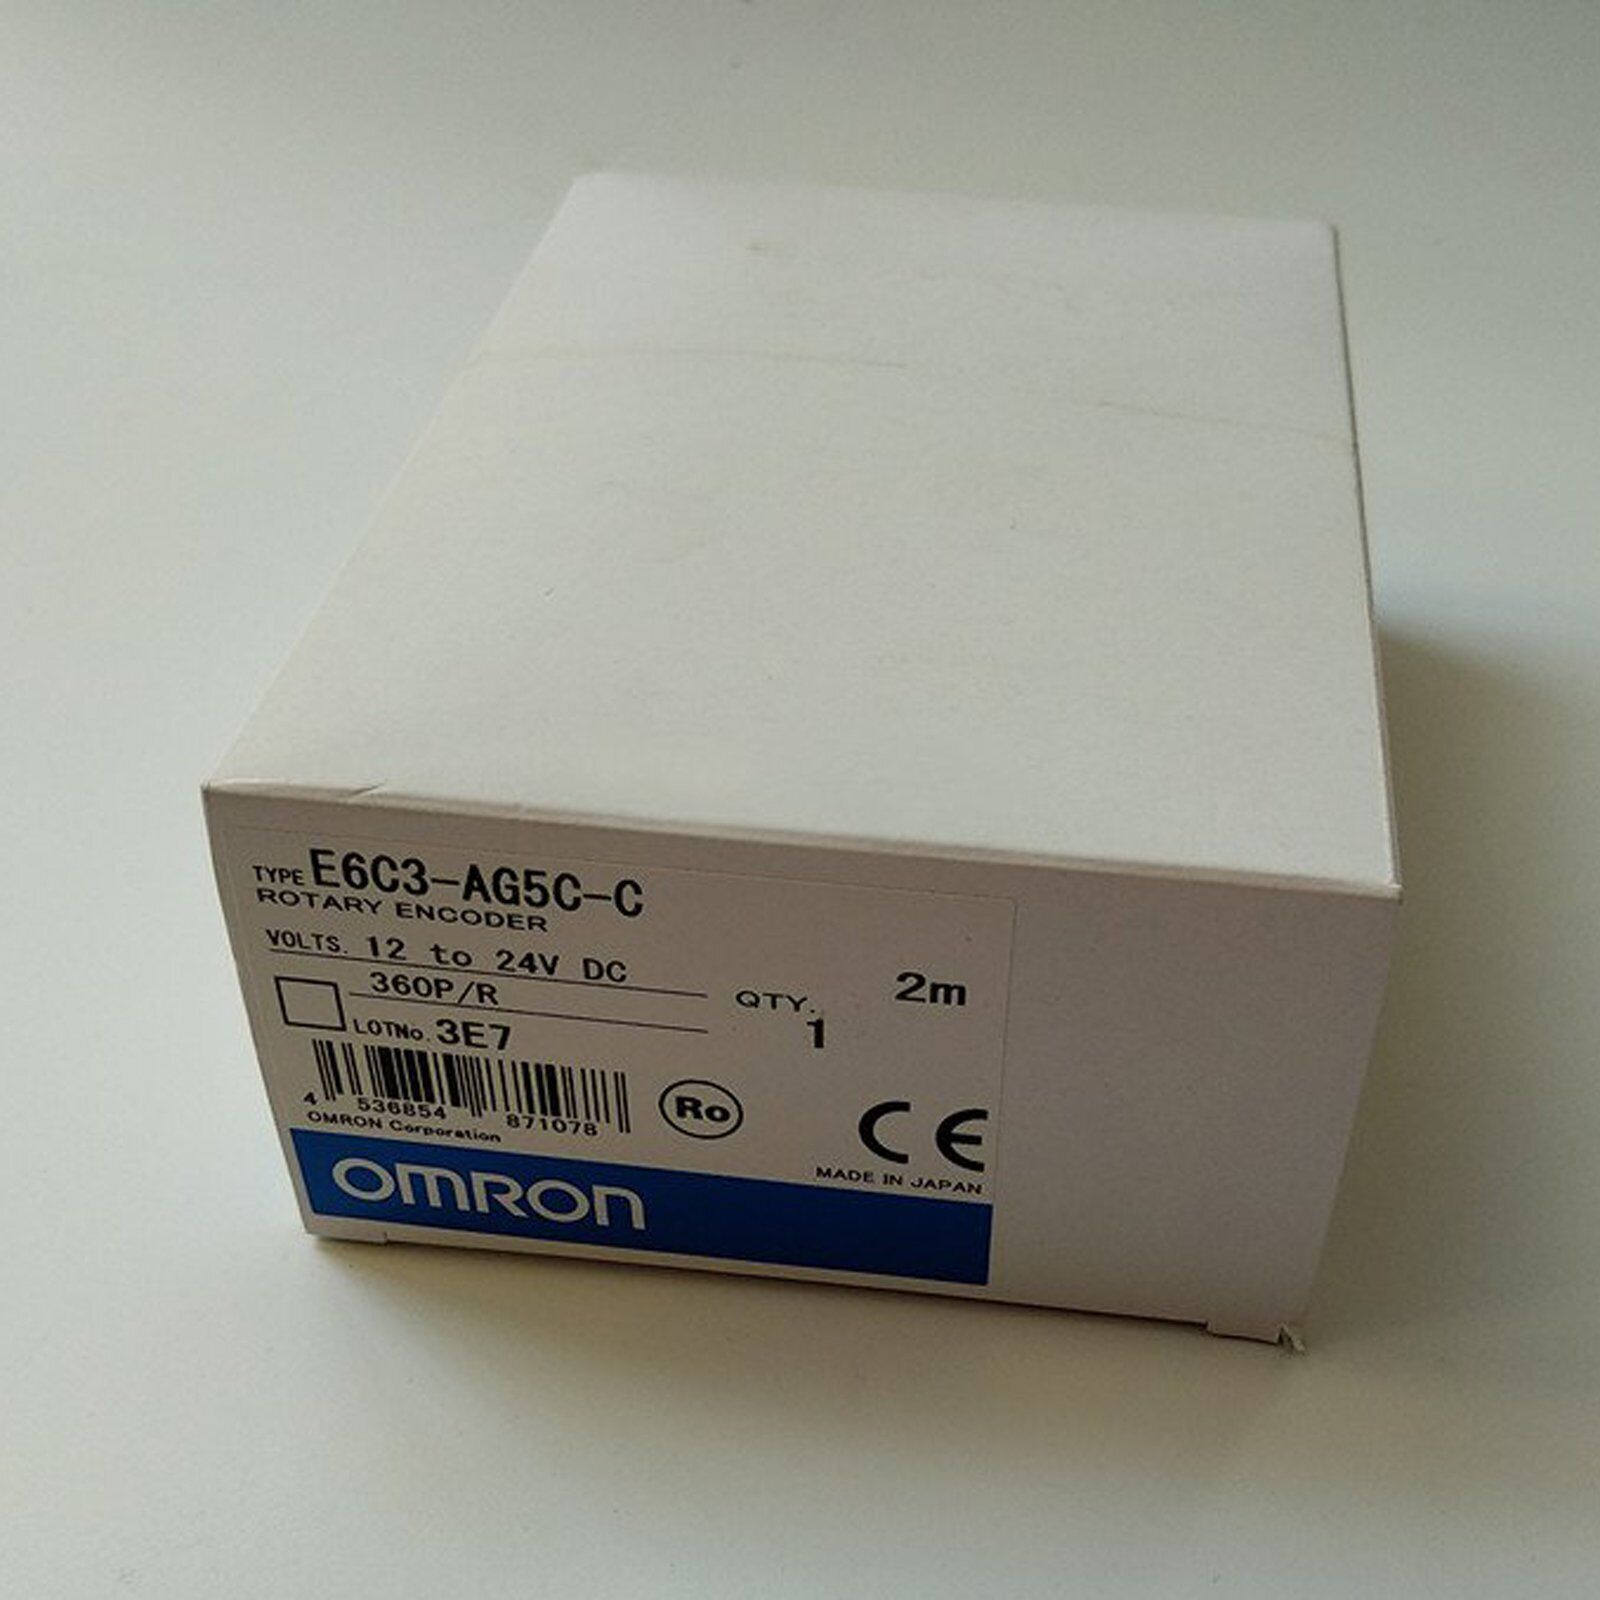 TYPE E6C3-AG5C-C
ROTARY ENCODER
VOLTS. 12 to 24V DC
360P/R
QTY. 1
2m
LOTNo. 3E7
4 536854 871078
OMRON Corporation
Ro
CE
MADE IN JAPAN
OMRON